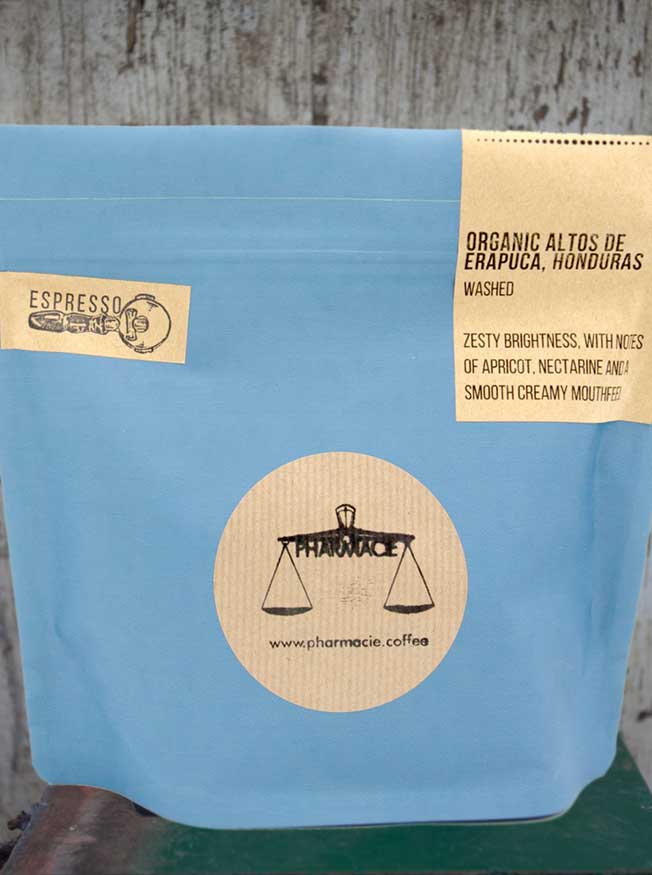 ORGANIC ALTOS DE
ERAPUCA, HONDURAS
WASHED
ZESTY BRIGHTNESS, WITH NOTES
OF APRICOT, NECTARINE AND A
SMOOTH CREAMY MOUTHFEEL
ESPRESSO
PHARMACIE
www.pharmacie.coffee